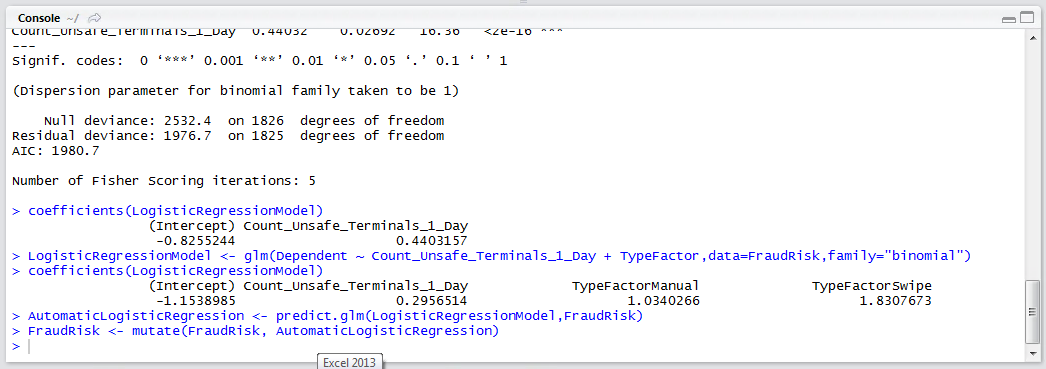 Console ~/
Count_Unsafe_Terminals_1_Day 0.44032 0.02692 16.36 <2e-16 ***
---
Signif. codes: 0 ‘***’ 0.001 ‘**’ 0.01 ‘*’ 0.05 ‘.’ 0.1 ‘ ’ 1
(Dispersion parameter for binomial family taken to be 1)
Null deviance: 2532.4 on 1826 degrees of freedom
Residual deviance: 1976.7 on 1825 degrees of freedom
AIC: 1980.7
Number of Fisher Scoring iterations: 5
> coefficients(LogisticRegressionModel)
(Intercept) Count_Unsafe_Terminals_1_Day
-0.8255244 0.4403157
> LogisticRegressionModel <- glm(Dependent ~ Count_Unsafe_Terminals_1_Day + TypeFactor,data=FraudRisk,family="binomial")
> coefficients(LogisticRegressionModel)
(Intercept) Count_Unsafe_Terminals_1_Day TypeFactorManual TypeFactorSwipe
-1.1538985 0.2956514 1.0340266 1.8307673
> AutomaticLogisticRegression <- predict.glm(LogisticRegressionModel,FraudRisk)
> FraudRisk <- mutate(FraudRisk, AutomaticLogisticRegression)
>
Excel 2013